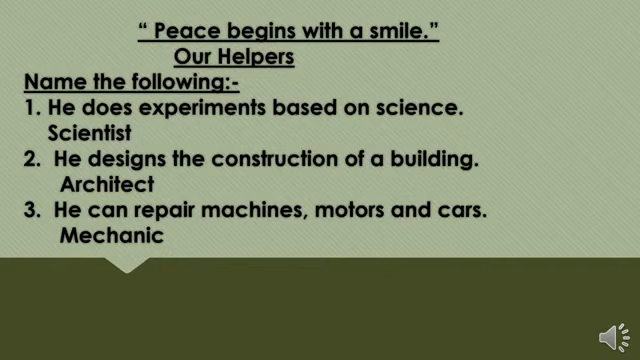 “ Peace begins with a smile.”
Our Helpers
Name the following:-
1. He does experiments based on science.
Scientist
2. He designs the construction of a building.
Architect
3. He can repair machines, motors and cars.
Mechanic